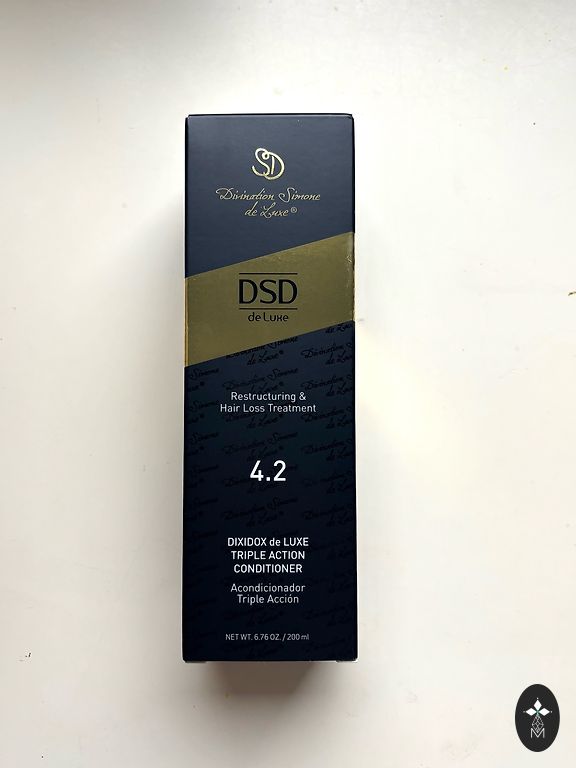 SD
Divination Simone
de Luxe®
DSD
de Luxe
Restructuring &
Hair Loss Treatment
4.2
DIXIDOX de LUXE
TRIPLE ACTION
CONDITIONER
Acondicionador
Triple Acción
NET WT. 6.76 OZ. / 200 ml
M